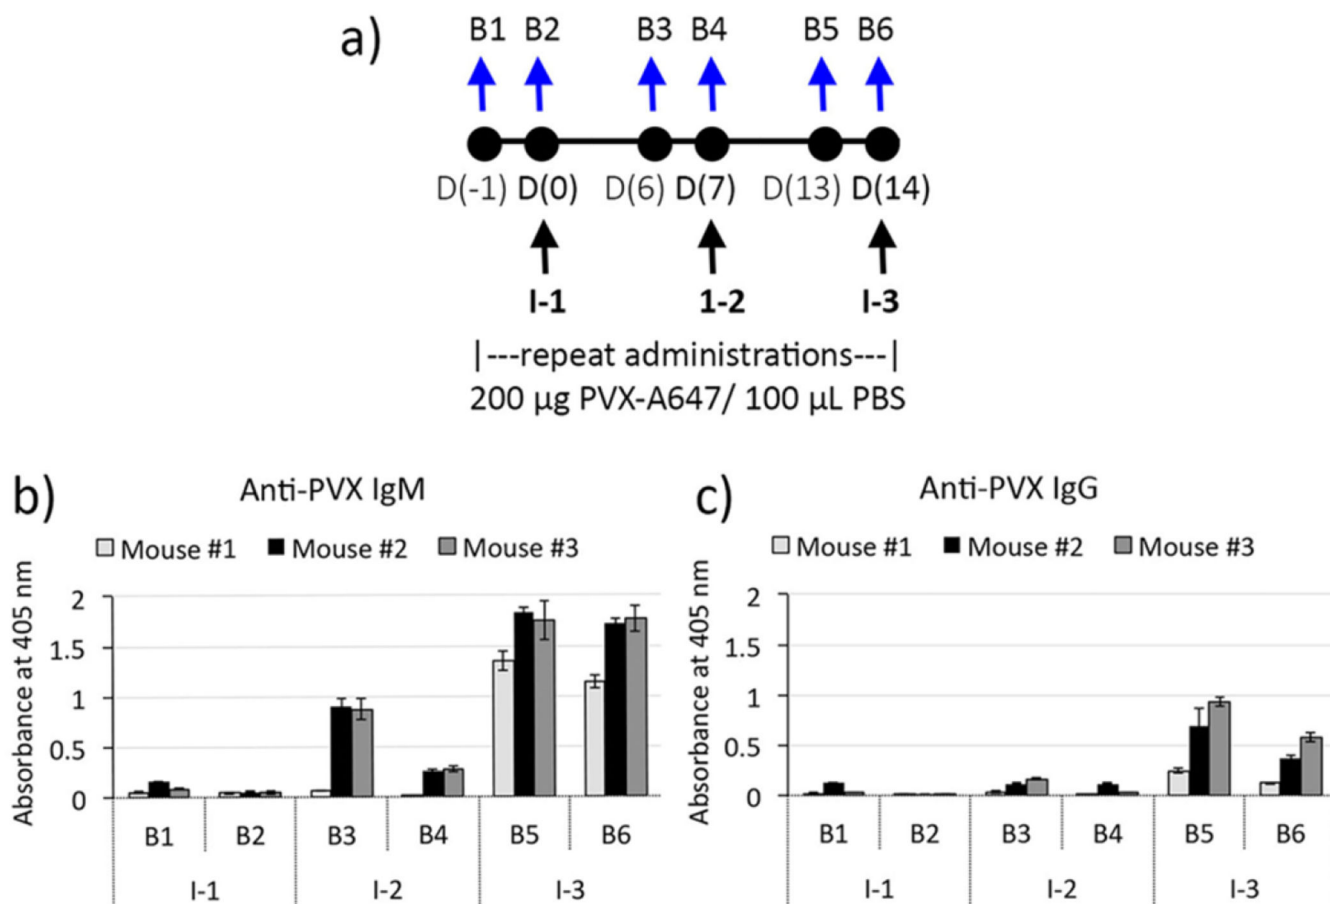 a)
B1 B2 B3 B4 B5 B6
D(-1) D(0) D(6) D(7) D(13) D(14)
I-1 1-2 I-3
|---repeat administrations---|
200 µg PVX-A647/ 100 µL PBS
b)
Anti-PVX IgM
Mouse #1 Mouse #2 Mouse #3
Absorbance at 405 nm
2
1.5
1
0.5
0
B1 B2 B3 B4 B5 B6
I-1 I-2 I-3
c)
Anti-PVX IgG
Mouse #1 Mouse #2 Mouse #3
Absorbance at 405 nm
2
1.5
1
0.5
0
B1 B2 B3 B4 B5 B6
I-1 I-2 I-3